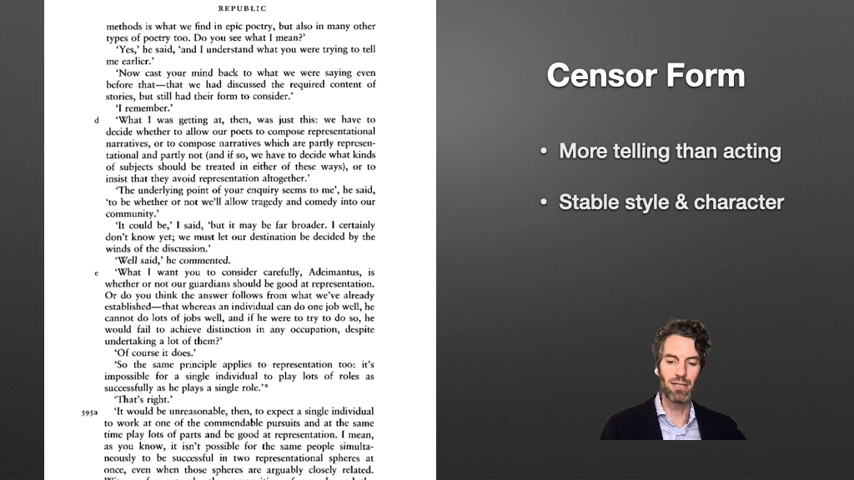 REPUBLIC
methods is what we find in epic poetry, but also in many other
types of poetry too. Do you see what I mean?'
'Yes,' he said, 'and I understand what you were trying to tell
me earlier.'
'Now cast your mind back to what we were saying even
before that—that we had discussed the required content of
stories, but still had their form to consider.'
'I remember.'
d 'What I was getting at, then, was just this: we have to
decide whether to allow our poets to compose representational
narratives, or to compose narratives which are partly represen-
tational and partly not (and if so, we have to decide what kinds
of subjects should be treated in either of these ways), or to
insist that they avoid representation altogether.'
'The underlying point of your enquiry seems to me', he said,
'to be whether or not we'll allow tragedy and comedy into our
community.'
'It could be,' I said, 'but it may be far broader. I certainly
don't know yet; we must let our destination be decided by the
winds of the discussion.'
'Well said,' he commented.
e 'What I want you to consider carefully, Adeimantus, is
whether or not our guardians should be good at representation.
Or do you think the answer follows from what we've already
established—that whereas an individual can do one job well, he
cannot do lots of jobs well, and if he were to try to do so, he
would fail to achieve distinction in any occupation, despite
undertaking a lot of them?'
'Of course it does.'
'So the same principle applies to representation too: it's
impossible for a single individual to play lots of roles as
successfully as he plays a single role.'*
'That's right.'
395a 'It would be unreasonable, then, to expect a single individual
to work at one of the commendable pursuits and at the same
time play lots of parts and be good at representation. I mean,
as you know, it isn't possible for the same people simulta-
neously to be successful in two representational spheres at
once, even when those spheres are arguably closely related.
Censor Form
• More telling than acting
• Stable style & character